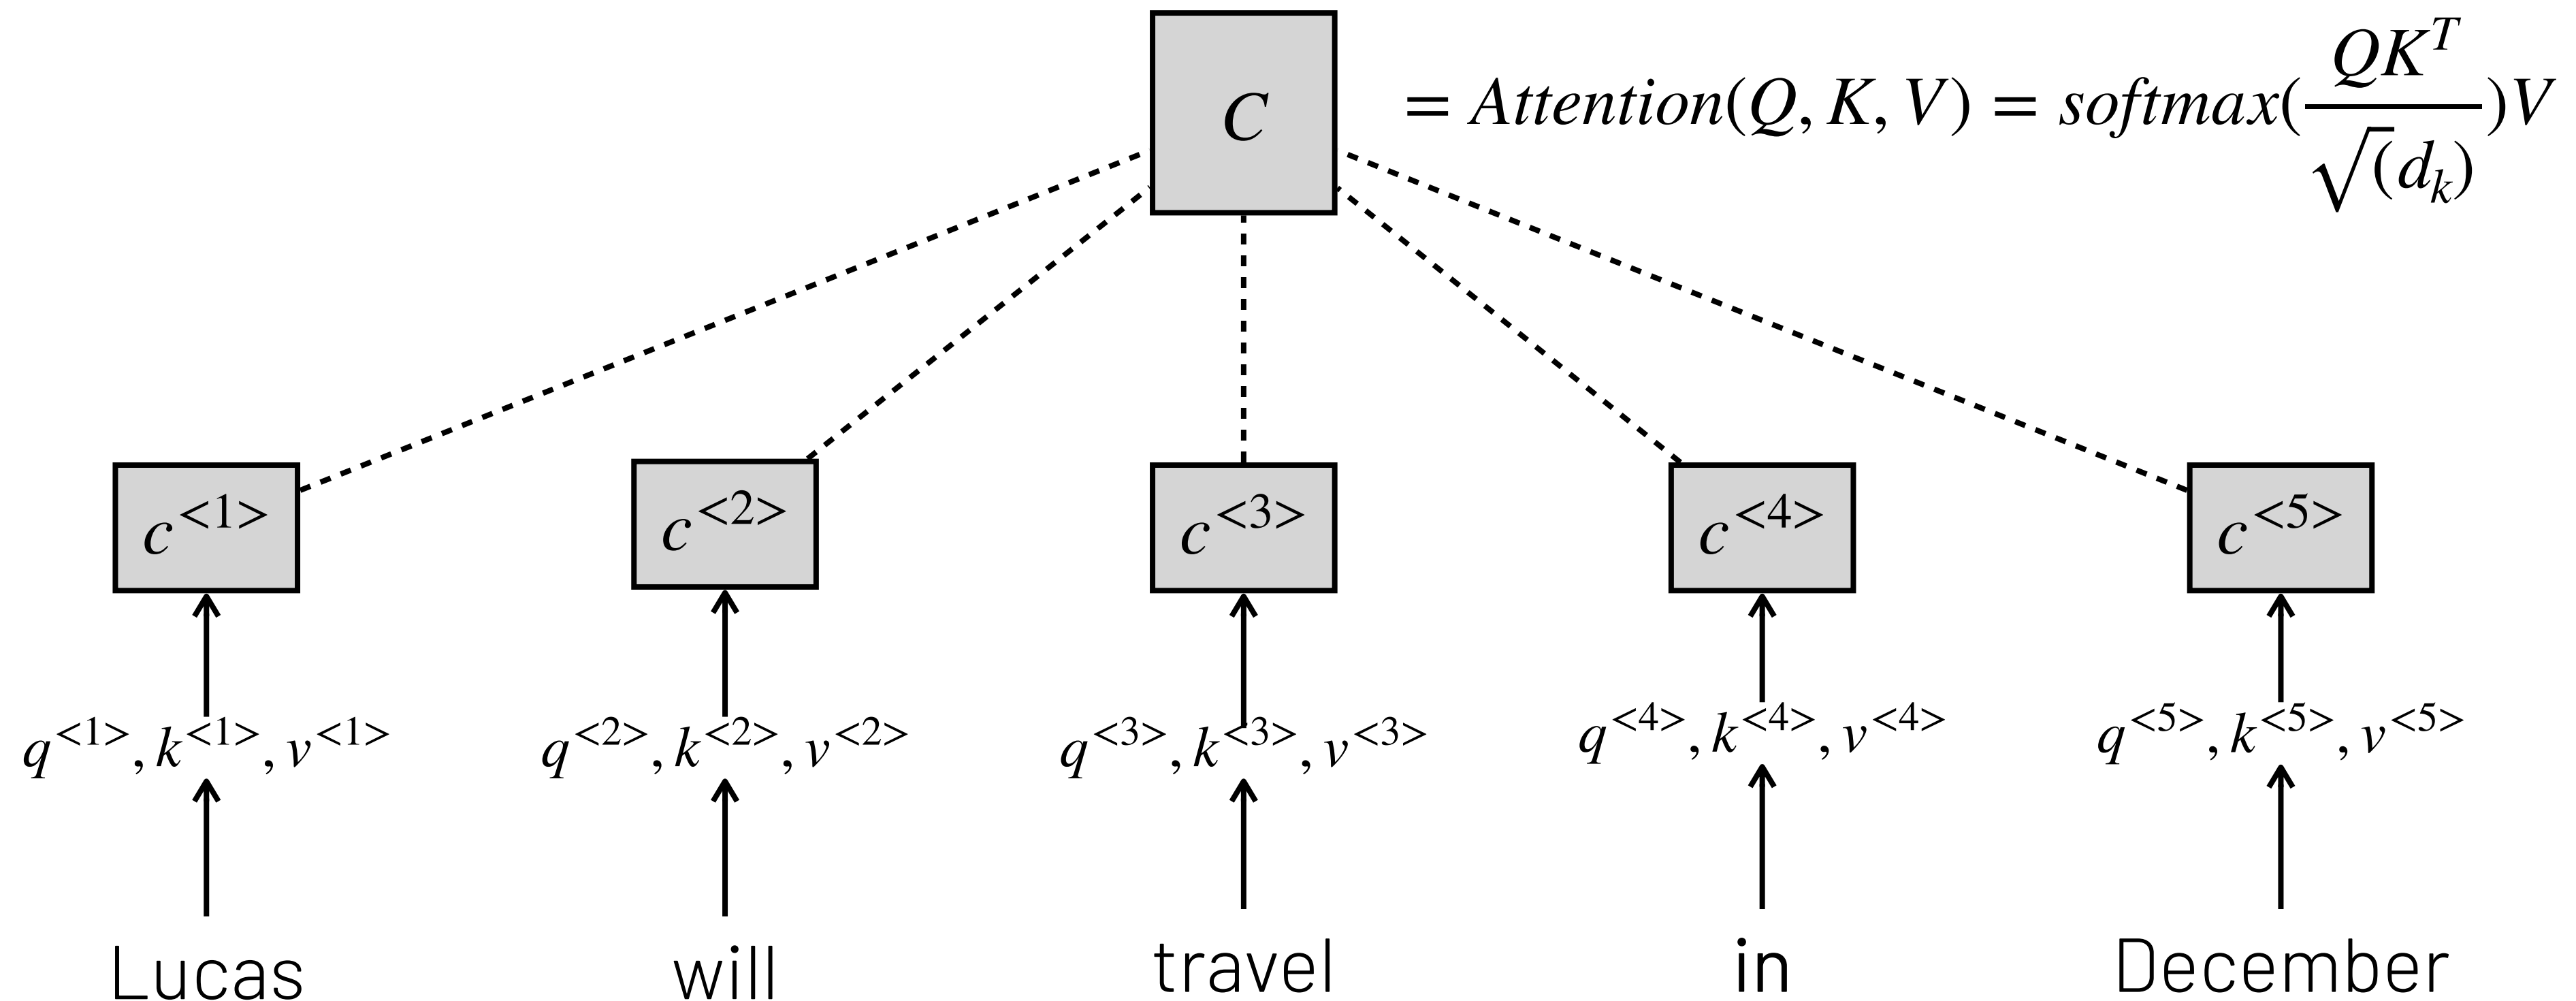 C = Attention(Q, K, V) = softmax(QK^T / √(d_k))V
c^<1> c^<2> c^<3> c^<4> c^<5>
q^<1>, k^<1>, v^<1> q^<2>, k^<2>, v^<2> q^<3>, k^<3>, v^<3> q^<4>, k^<4>, v^<4> q^<5>, k^<5>, v^<5>
Lucas will travel in December